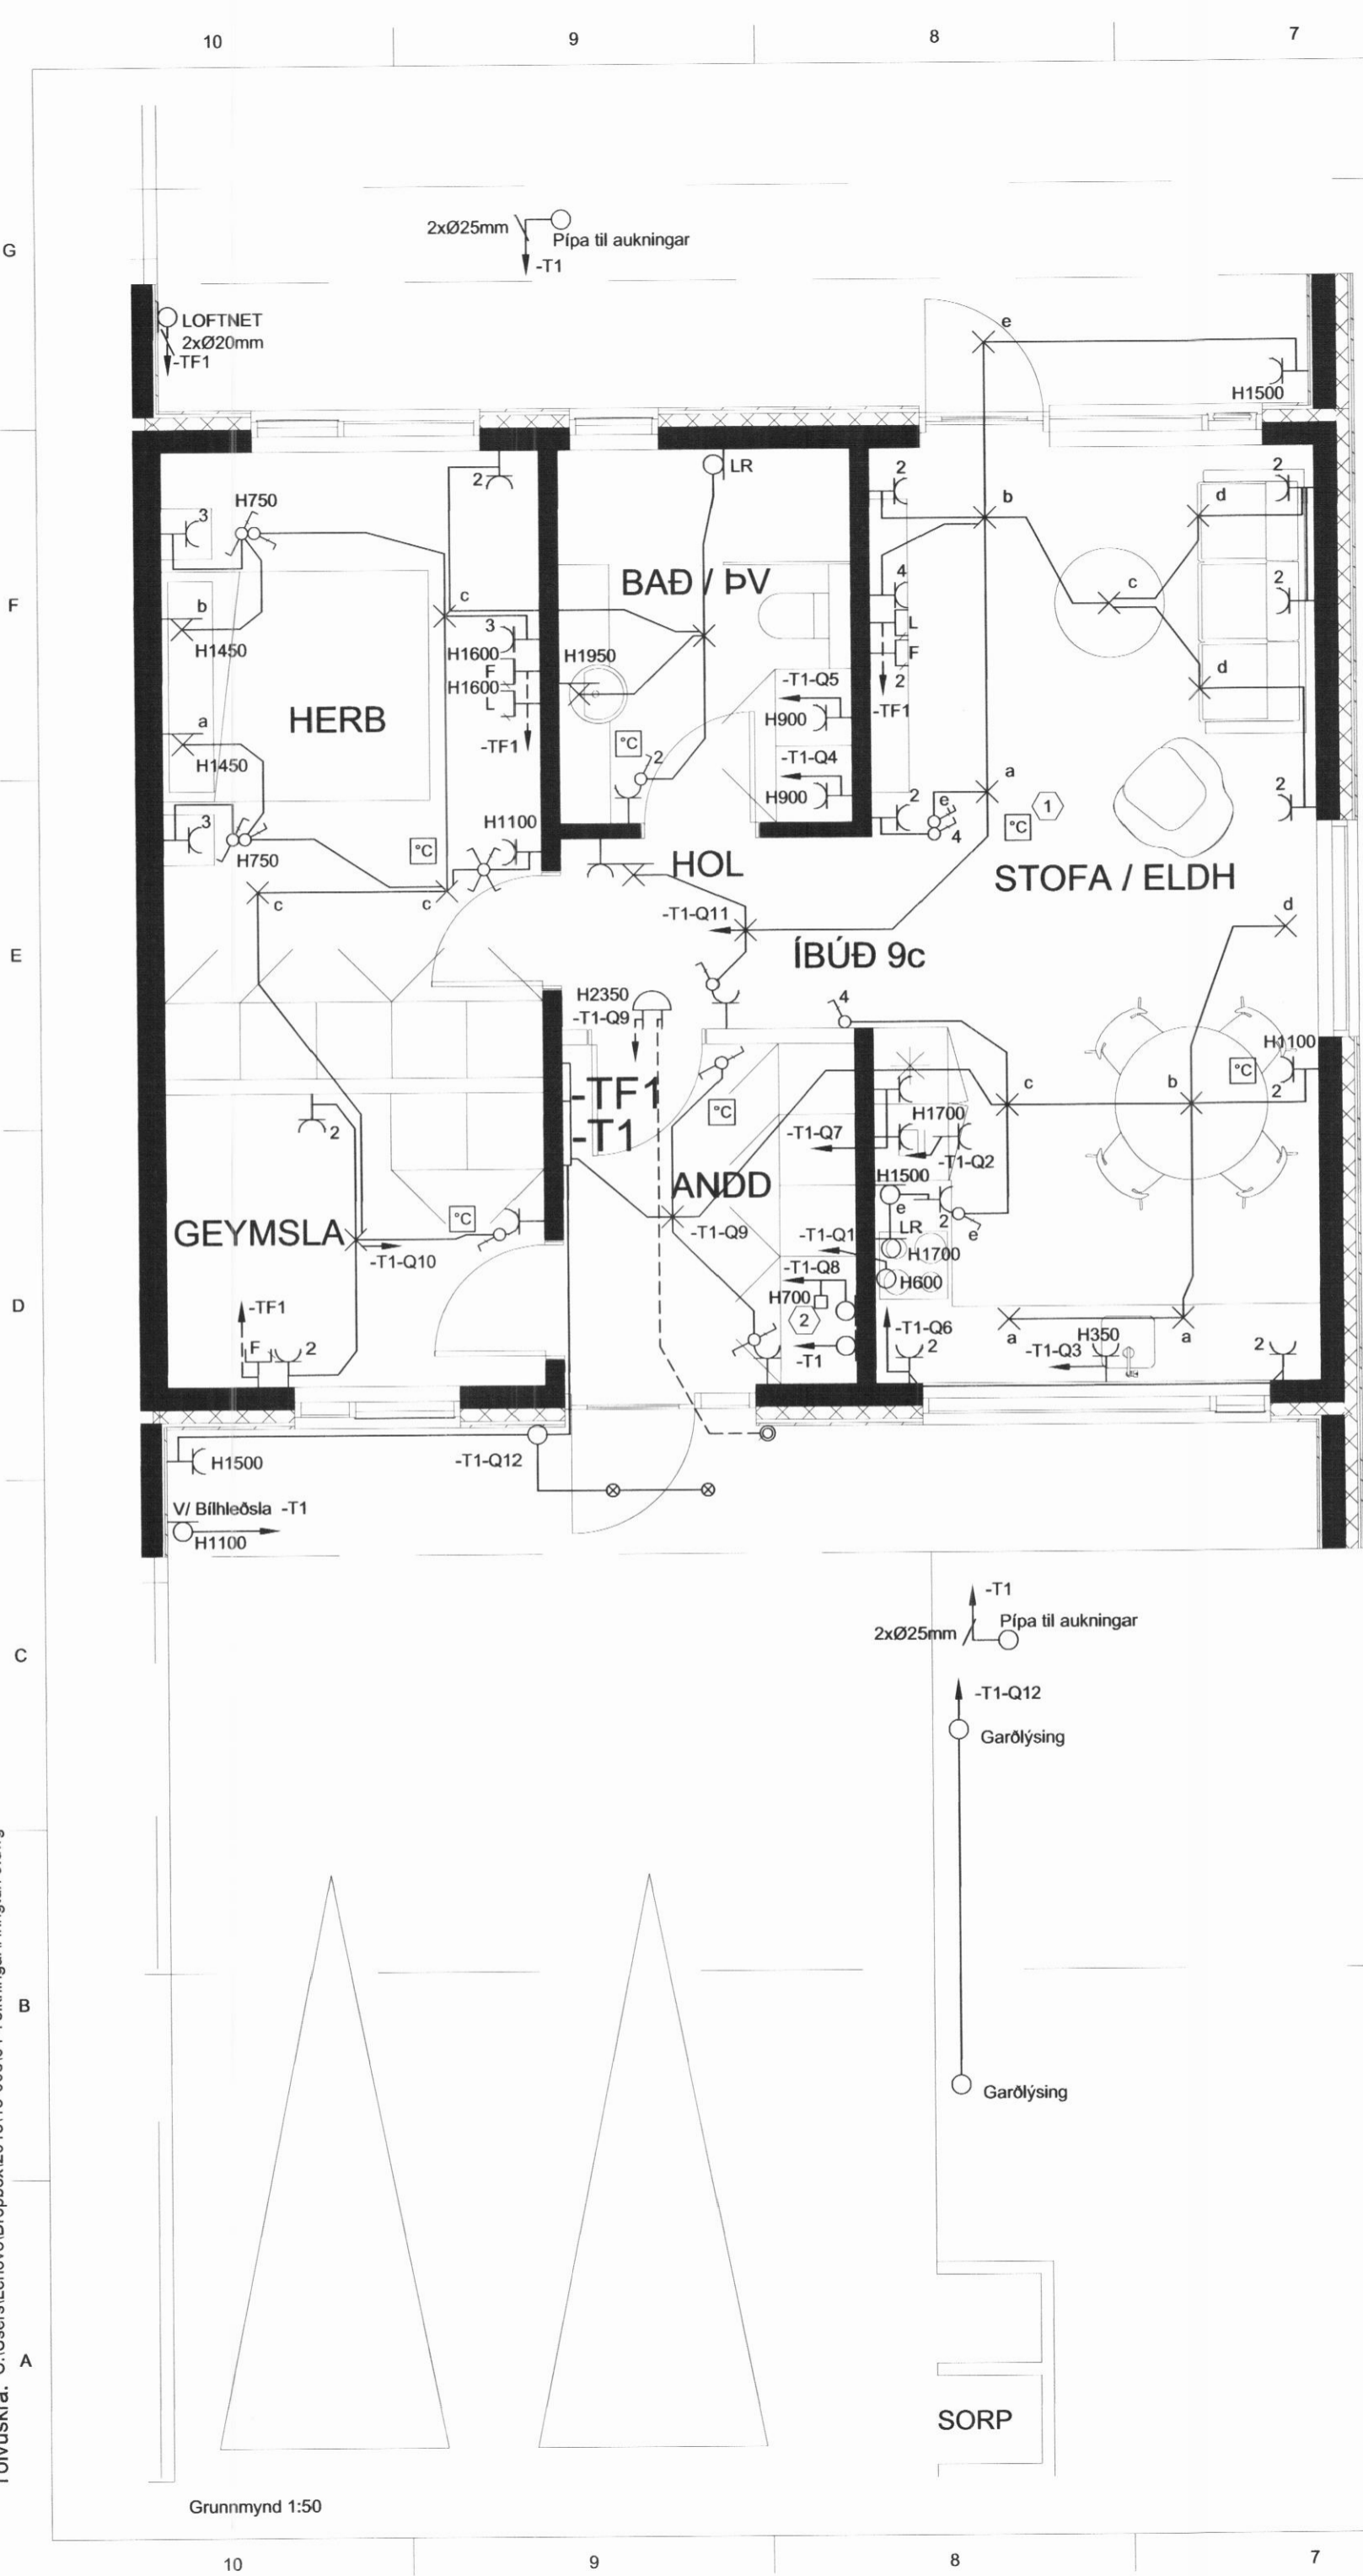 10 9 8 7
G
2xØ25mm
Pípa til aukningar
-T1
LOFTNET
2xØ20mm
-TF1
e
H1500
F
2
LR
2
b
d
2
H750
3
BAÐ / ÞV
4
2
c
b
c
H1450
3
H1600
F
H1600
L
H1950
L
F
2
-T1-Q5
d
HERB
a
H900
-TF1
-TF1
H1450
°C
2
-T1-Q4
a
H900
2
e
4
1
2
3
H1100
°C
H750
°C
HOL
STOFA / ELDH
c
c
-T1-Q11
d
E
ÍBÚÐ 9c
H2350
-T1-Q9
4
H1100
°C
2
-TF1
-T1
°C
c
b
H1700
-T1-Q7
-T1-Q2
2
ANDD
H1500
e
2
GEYMSLA
°C
-T1-Q9
LR
e
-T1-Q1
H1700
-T1-Q10
-T1-Q8
H600
D
-TF1
H700
2
-T1-Q6
a
H350
a
F
2
-T1
2
-T1-Q3
2
H1500
-T1-Q12
V/ Bílhleðsla -T1
H1100
-T1
Pípa til aukningar
2xØ25mm
C
-T1-Q12
Garðlýsing
B
Garðlýsing
A
SORP
Grunnmynd 1:50
10 9 8 7